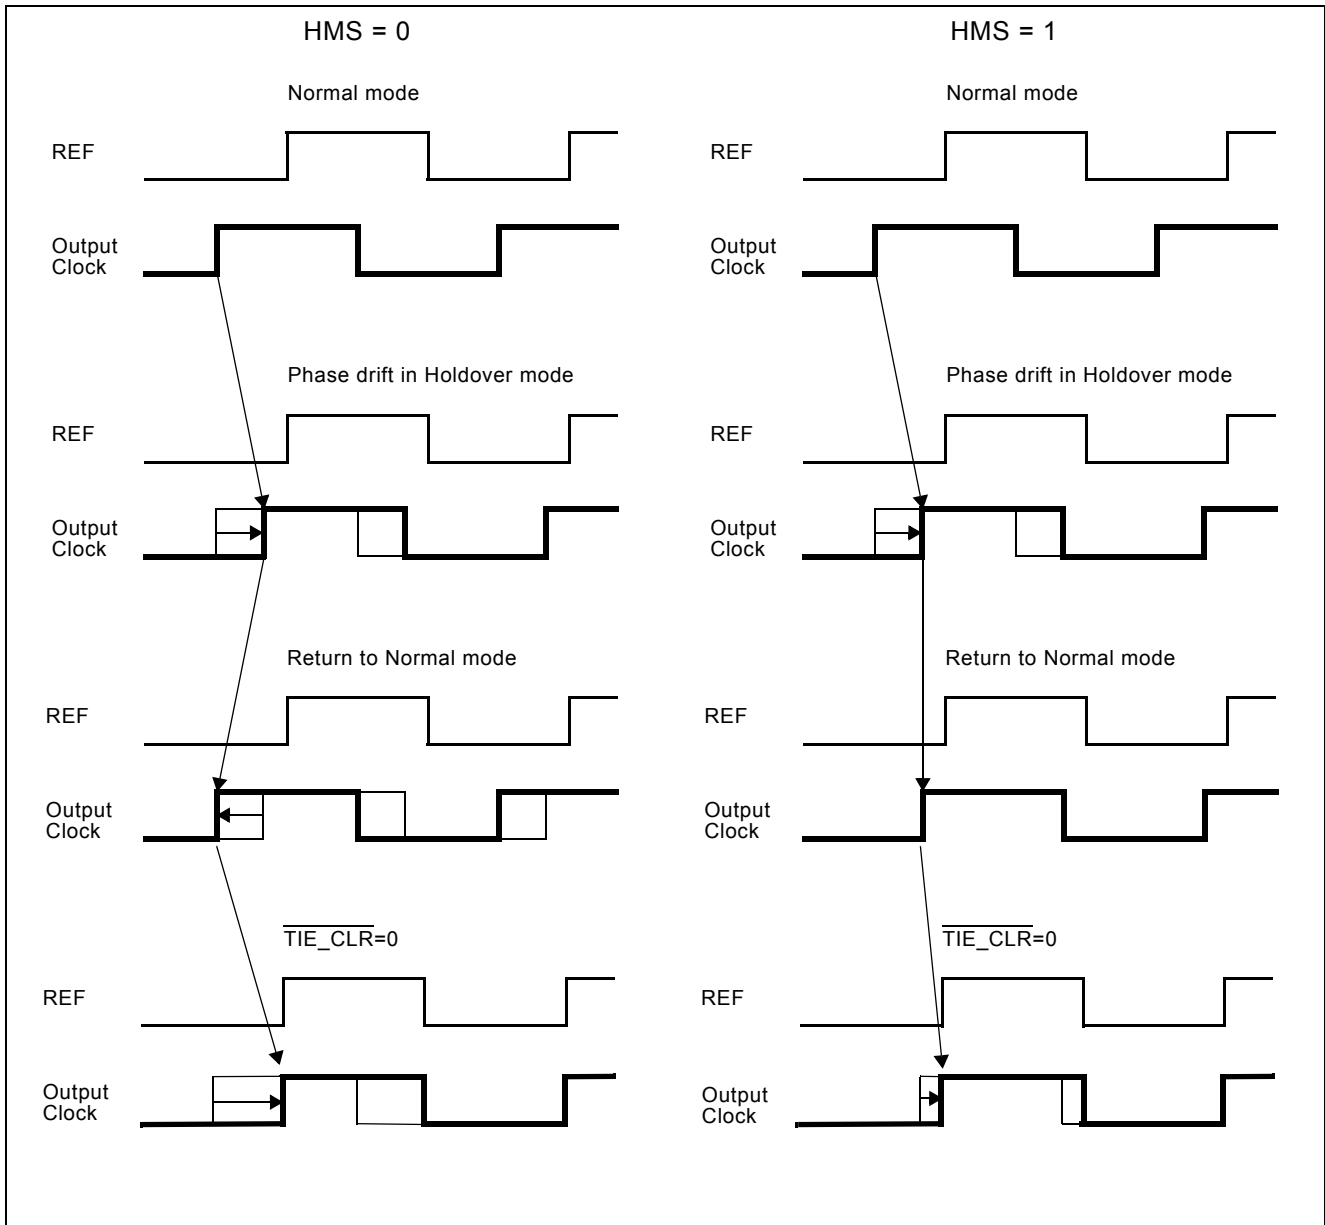 HMS = 0
Normal mode
REF
Output
Clock
Phase drift in Holdover mode
REF
Output
Clock
Return to Normal mode
REF
Output
Clock
TIE_CLR=0
REF
Output
Clock
HMS = 1
Normal mode
REF
Output
Clock
Phase drift in Holdover mode
REF
Output
Clock
Return to Normal mode
REF
Output
Clock
TIE_CLR=0
REF
Output
Clock